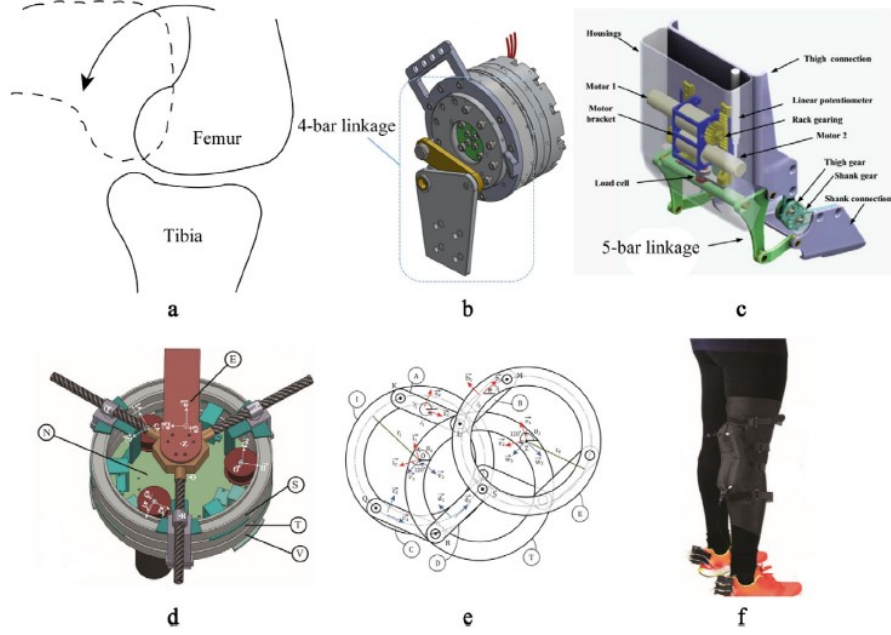 Femur
Tibia
a
4-bar linkage
b
Housings
Thigh connection
Motor 1
Linear potentiometer
Motor
bracket
Rack gearing
Motor 2
Thigh gear
Load cell
Shank gear
Shank connection
5-bar linkage
c
E
N
S
T
V
d
I
A
K
M
B
E
Q
S
R
C
D
T
e
f